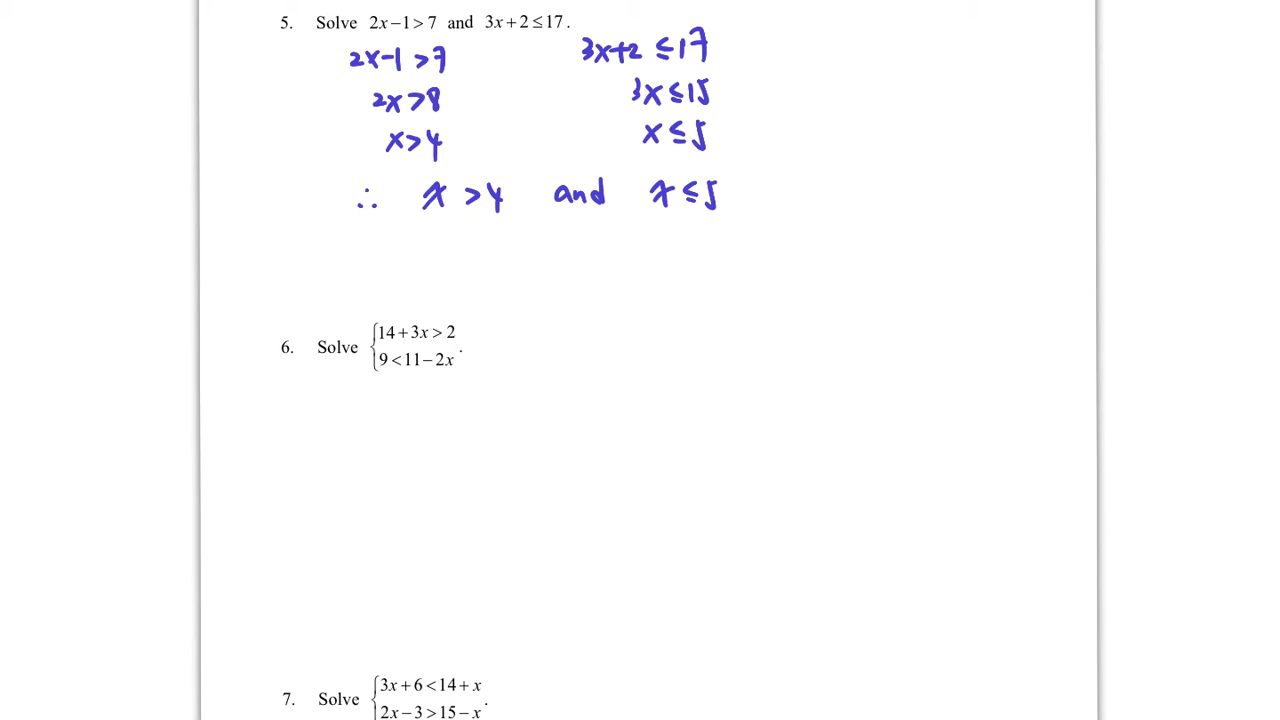 5. Solve 2x−1>7 and 3x+2≤17.
2x−1>7 3x+2≤17
2x>8 3x≤15
x>4 x≤5
∴ x>4 and x≤5
6. Solve {14+3x>2
9<11−2x.
7. Solve {3x+6<14+x
2x−3>15−x.